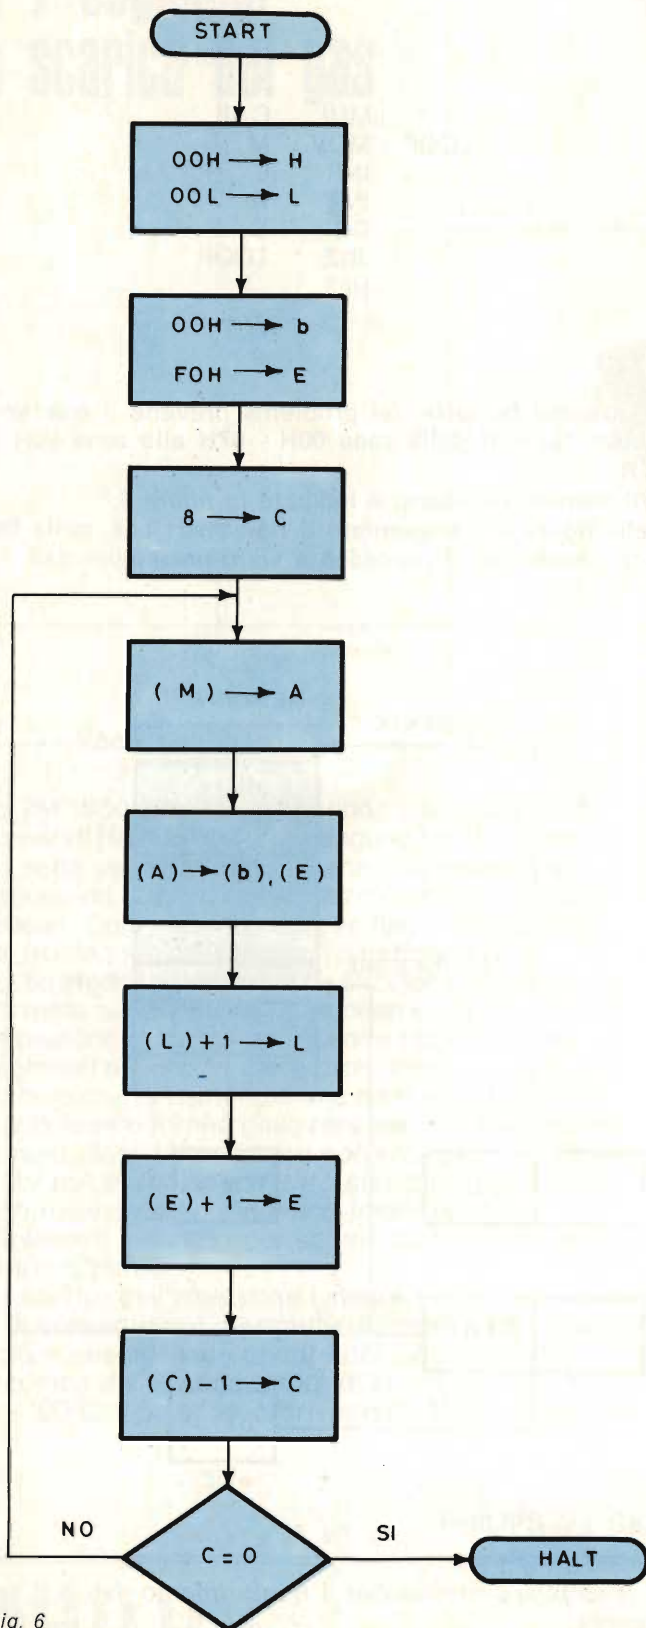 START
OOH → H
OOL → L
OOH → b
FOH → E
8 → C
( M ) → A
(A) → (b), (E)
(L)+1 → L
(E)+1 → E
(C)-1 → C
NO
C=0
SI
HALT
ig. 6